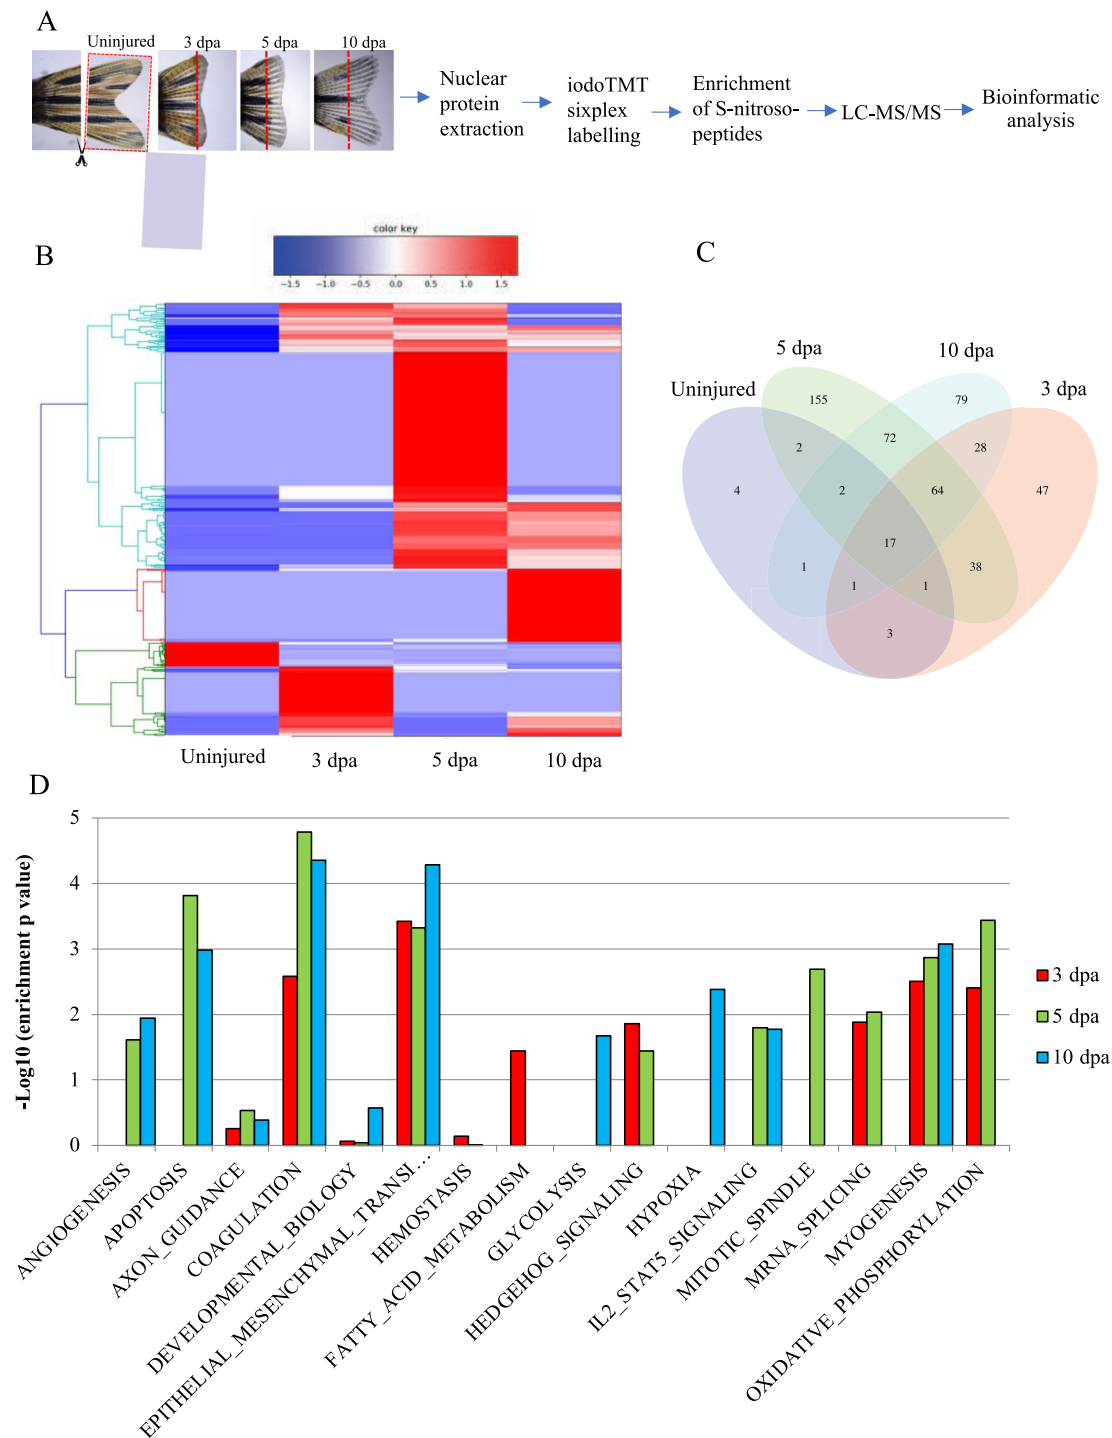 A
Uninjured
3 dpa
5 dpa
10 dpa
Nuclear
protein
extraction
iodoTMT
sixplex
labelling
Enrichment
of S-nitroso-
peptides
LC-MS/MS
Bioinformatic
analysis
B
color key
−1.5 −1.0 −0.5 0.0 0.5 1.0 1.5
Uninjured
3 dpa
5 dpa
10 dpa
C
5 dpa
10 dpa
Uninjured
3 dpa
155
79
2
72
28
4
2
64
47
17
1
38
1
1
3
D
-Log10 (enrichment p value)
5
4
3
2
1
0
ANGIOGENESIS
APOPTOSIS
AXON_GUIDANCE
COAGULATION
DEVELOPMENTAL_BIOLOGY
EPITHELIAL_MESENCHYMAL_TRANSI…
HEMOSTASIS
FATTY_ACID_METABOLISM
GLYCOLYSIS
HEDGEHOG_SIGNALING
HYPOXIA
IL2_STAT5_SIGNALING
MITOTIC_SPINDLE
MRNA_SPLICING
MYOGENESIS
OXIDATIVE_PHOSPHORYLATION
3 dpa
5 dpa
10 dpa